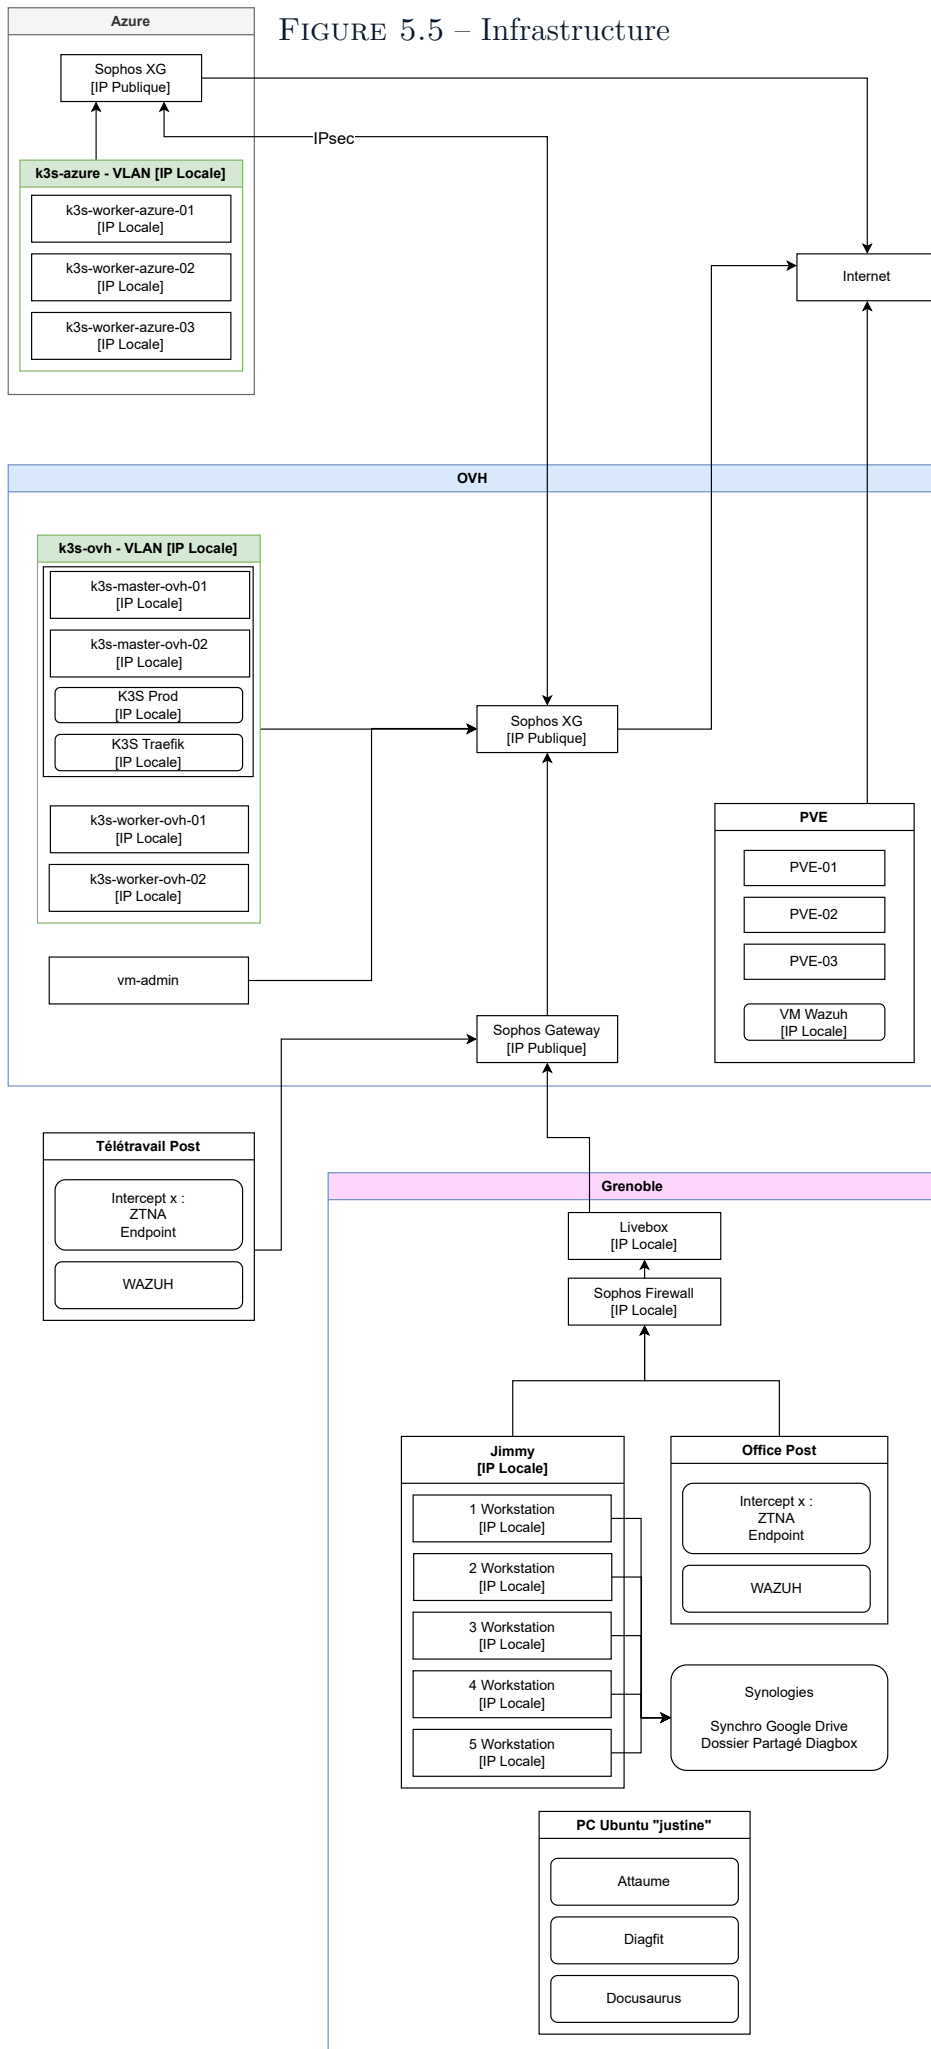 Azure
FIGURE 5.5 – Infrastructure
Sophos XG
[IP Publique]
IPsec
k3s-azure - VLAN [IP Locale]
k3s-worker-azure-01
[IP Locale]
k3s-worker-azure-02
[IP Locale]
k3s-worker-azure-03
[IP Locale]
Internet
OVH
k3s-ovh - VLAN [IP Locale]
k3s-master-ovh-01
[IP Locale]
k3s-master-ovh-02
[IP Locale]
K3S Prod
[IP Locale]
K3S Traefik
[IP Locale]
k3s-worker-ovh-01
[IP Locale]
k3s-worker-ovh-02
[IP Locale]
vm-admin
Sophos XG
[IP Publique]
Sophos Gateway
[IP Publique]
PVE
PVE-01
PVE-02
PVE-03
VM Wazuh
[IP Locale]
Télétravail Post
Intercept x :
ZTNA
Endpoint
WAZUH
Grenoble
Livebox
[IP Locale]
Sophos Firewall
[IP Locale]
Jimmy
[IP Locale]
1 Workstation
[IP Locale]
2 Workstation
[IP Locale]
3 Workstation
[IP Locale]
4 Workstation
[IP Locale]
5 Workstation
[IP Locale]
Office Post
Intercept x :
ZTNA
Endpoint
WAZUH
Synologies
Synchro Google Drive
Dossier Partagé Diagbox
PC Ubuntu "justine"
Attaume
Diagfit
Docusaurus